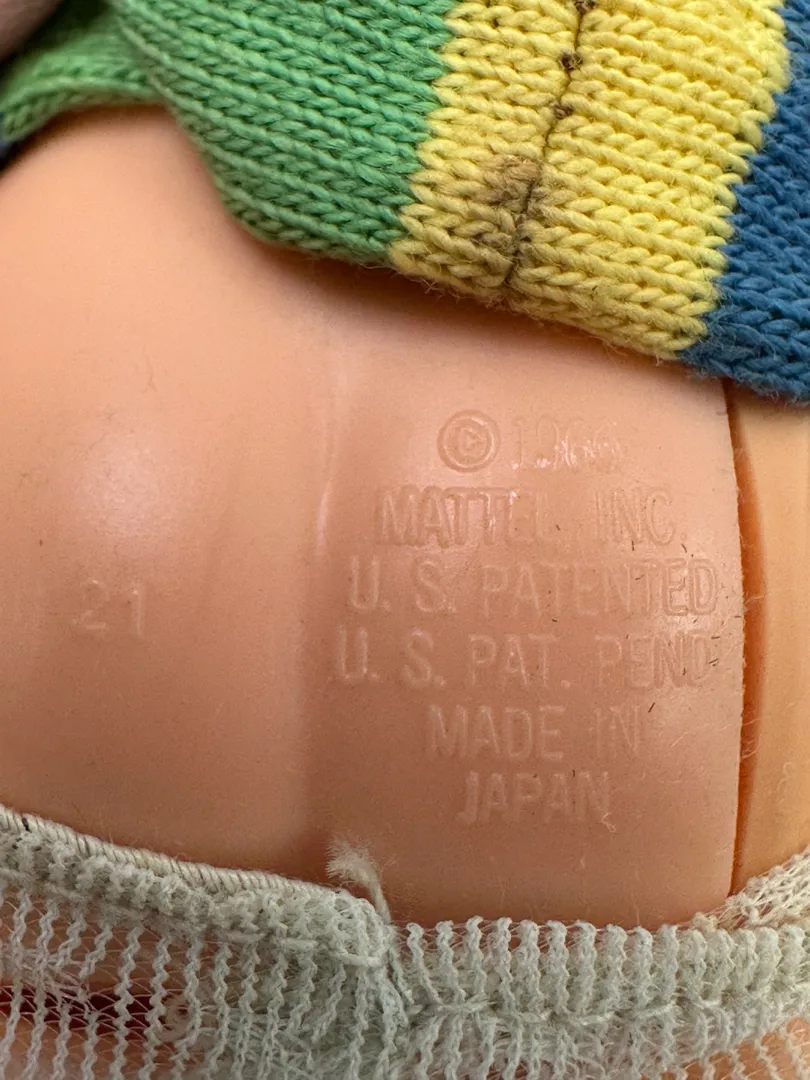 © 1966
MATTEL, INC.
U. S. PATENTED
U. S. PAT. PEND
MADE IN
JAPAN
21